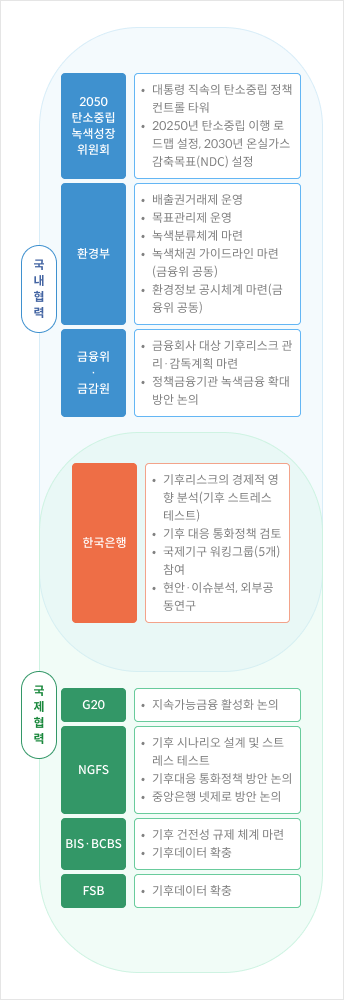 국
내
협
력
2050
탄소중립
녹색성장
위원회
• 대통령 직속의 탄소중립 정책
컨트롤 타워
• 20250년 탄소중립 이행 로
드맵 설정, 2030년 온실가스
감축목표(NDC) 설정
환경부
• 배출권거래제 운영
• 목표관리제 운영
• 녹색분류체계 마련
• 녹색채권 가이드라인 마련
(금융위 공동)
• 환경정보 공시체계 마련(금
융위 공동)
금융위
·
금감원
• 금융회사 대상 기후리스크 관
리·감독계획 마련
• 정책금융기관 녹색금융 확대
방안 논의
한국은행
• 기후리스크의 경제적 영
향 분석(기후 스트레스
테스트)
• 기후 대응 통화정책 검토
• 국제기구 워킹그룹(5개)
참여
• 현안·이슈분석, 외부공
동연구
국
제
협
력
G20
• 지속가능금융 활성화 논의
NGFS
• 기후 시나리오 설계 및 스트
레스 테스트
• 기후대응 통화정책 방안 논의
• 중앙은행 넷제로 방안 논의
BIS·BCBS
• 기후 건전성 규제 체계 마련
• 기후데이터 확충
FSB
• 기후데이터 확충